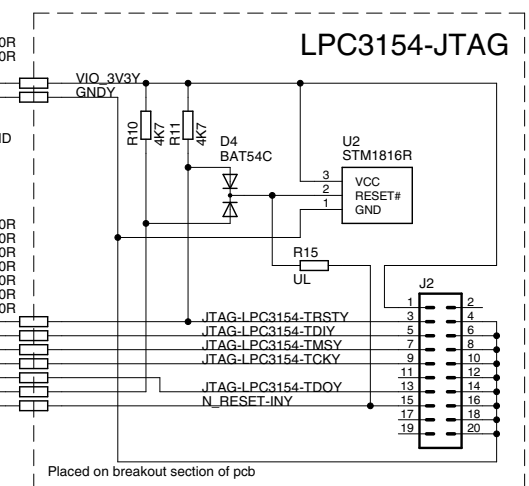 LPC3154-JTAG
0R
0R
VIO_3V3Y
GNDY
ND
R10
4K7
R11
4K7
D4
BAT54C
U2
STM1816R
3
VCC
2
RESET#
1
GND
R15
UL
0R
0R
0R
0R
0R
0R
0R
J2
1
2
JTAG-LPC3154-TRSTY
3
4
JTAG-LPC3154-TDIY
5
6
JTAG-LPC3154-TMSY
7
8
JTAG-LPC3154-TCKY
9
10
11
12
JTAG-LPC3154-TDOY
13
14
N_RESET-INY
15
16
17
18
19
20
Placed on breakout section of pcb